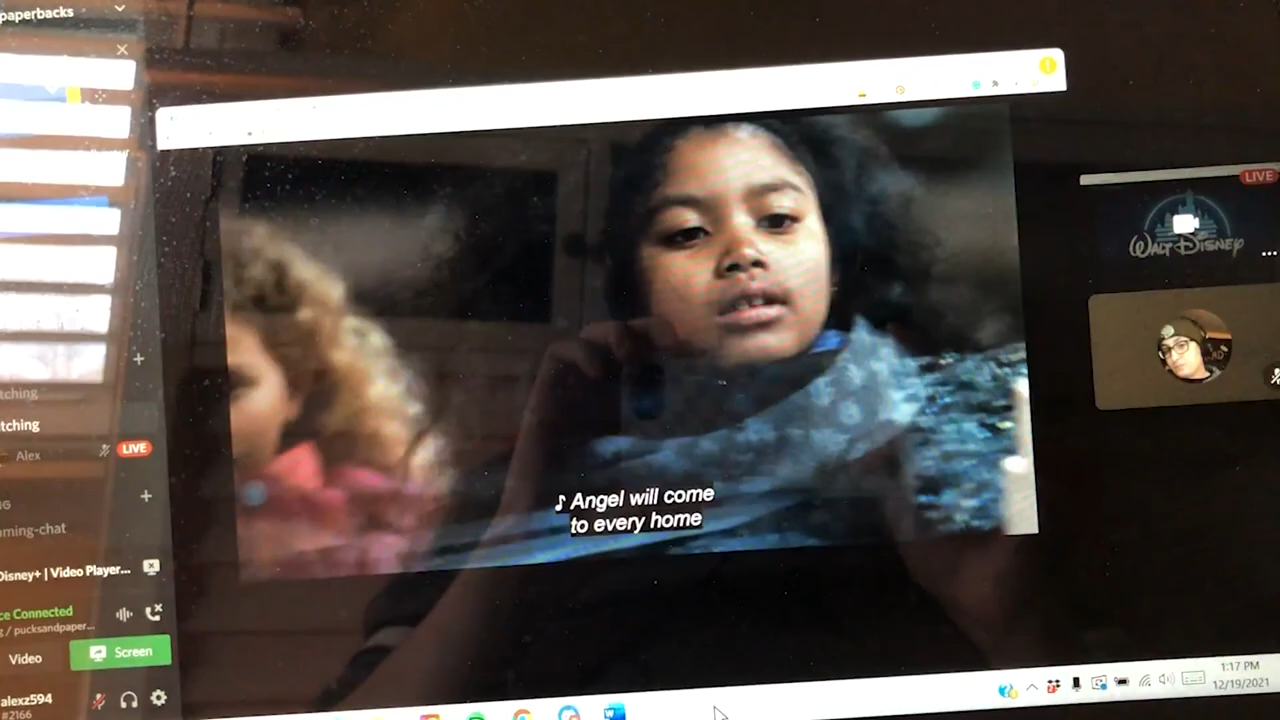 paperbacks
LIVE
WALT DISNEY
tching
tching
Alex
LIVE
NG
ming-chat
♪ Angel will come
to every home
Disney+ | Video Player...
ce Connected
g / pucksandpaper...
Video
Screen
alexz594
#2166
1:17 PM
12/19/2021